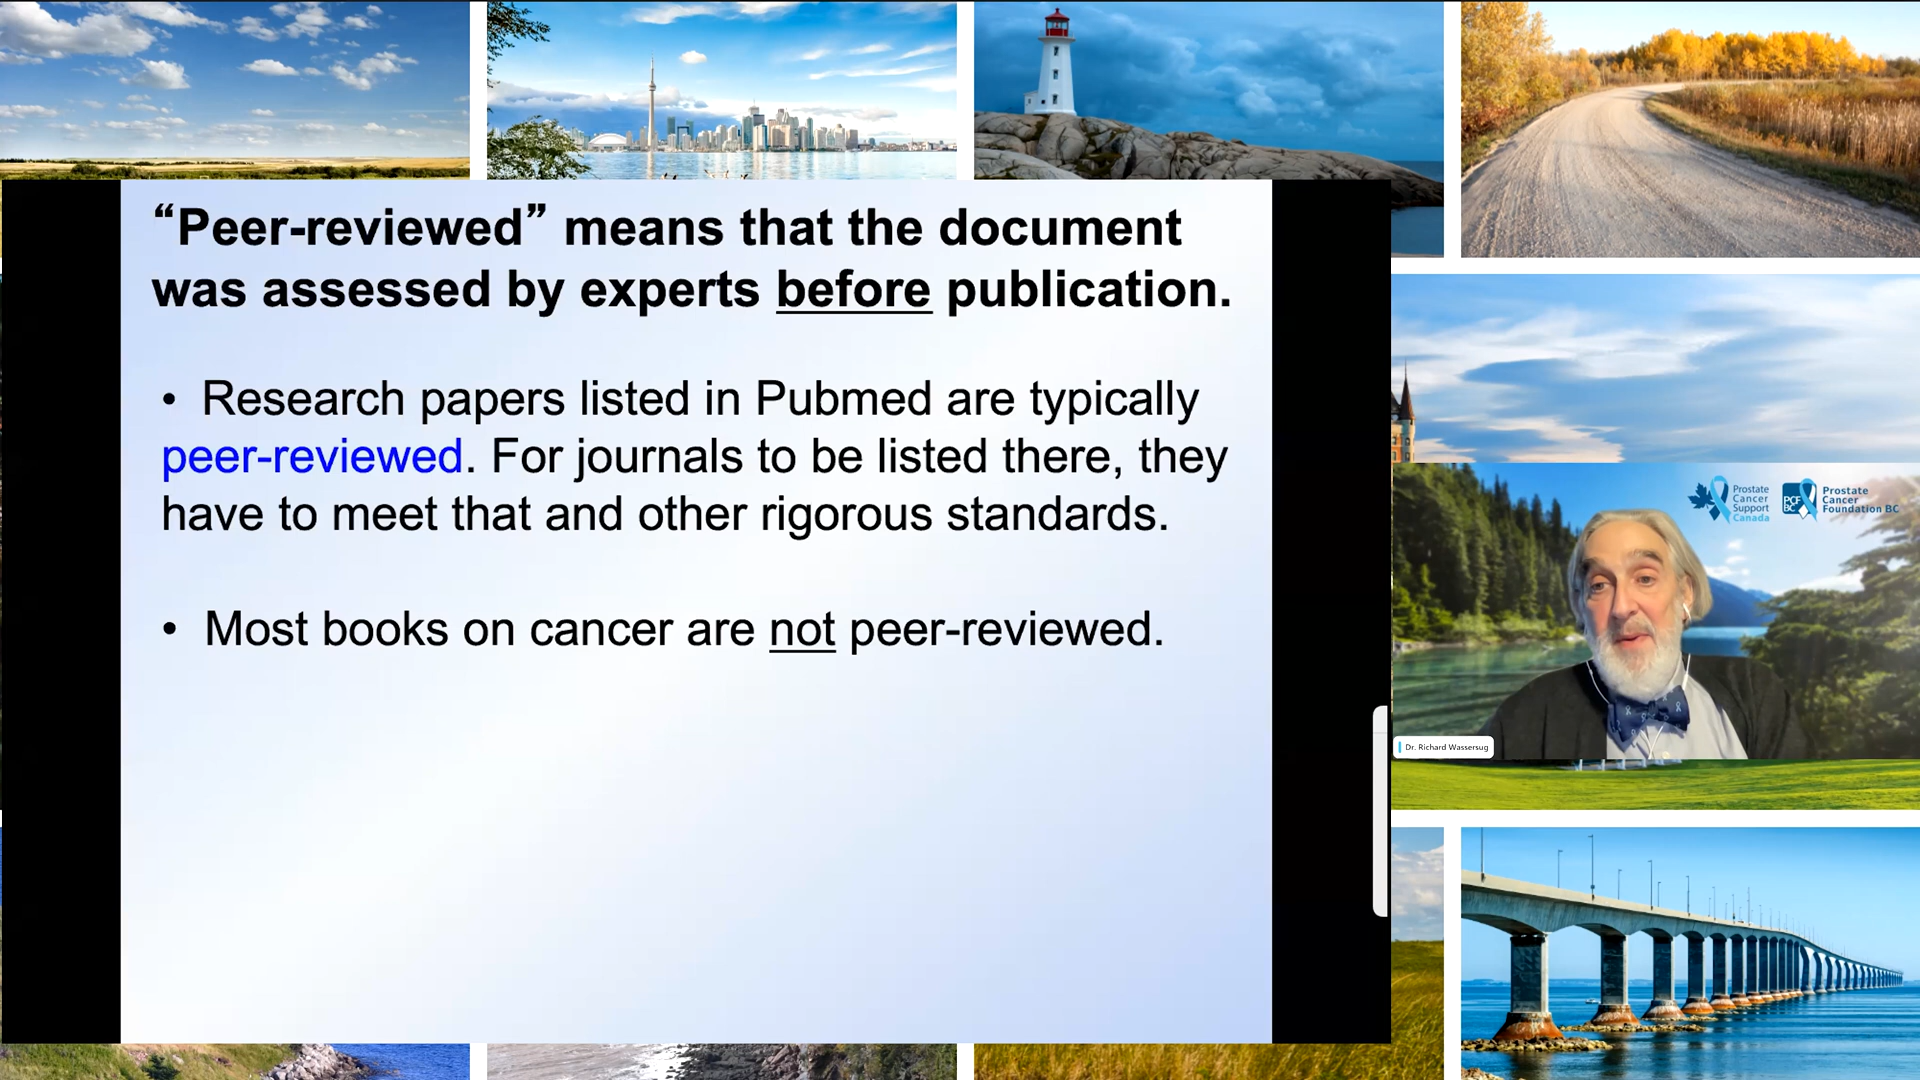 “Peer-reviewed” means that the document
was assessed by experts before publication.
• Research papers listed in Pubmed are typically
peer-reviewed. For journals to be listed there, they
have to meet that and other rigorous standards.
• Most books on cancer are not peer-reviewed.
Prostate
Cancer
Support
Canada
PCF
BC
Prostate
Cancer
Foundation BC
Dr. Richard Wassersug